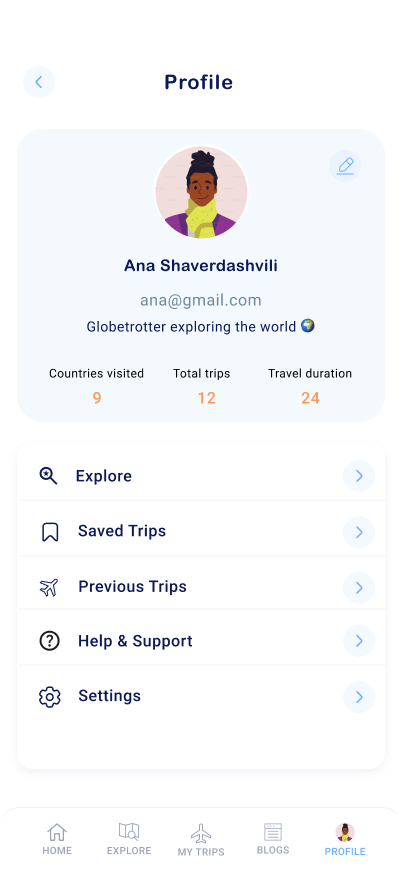 Profile
Ana Shaverdashvili
ana@gmail.com
Globetrotter exploring the world 🌍
Countries visited Total trips Travel duration
9 12 24
Explore
Saved Trips
Previous Trips
Help & Support
Settings
HOME EXPLORE MY TRIPS BLOGS PROFILE